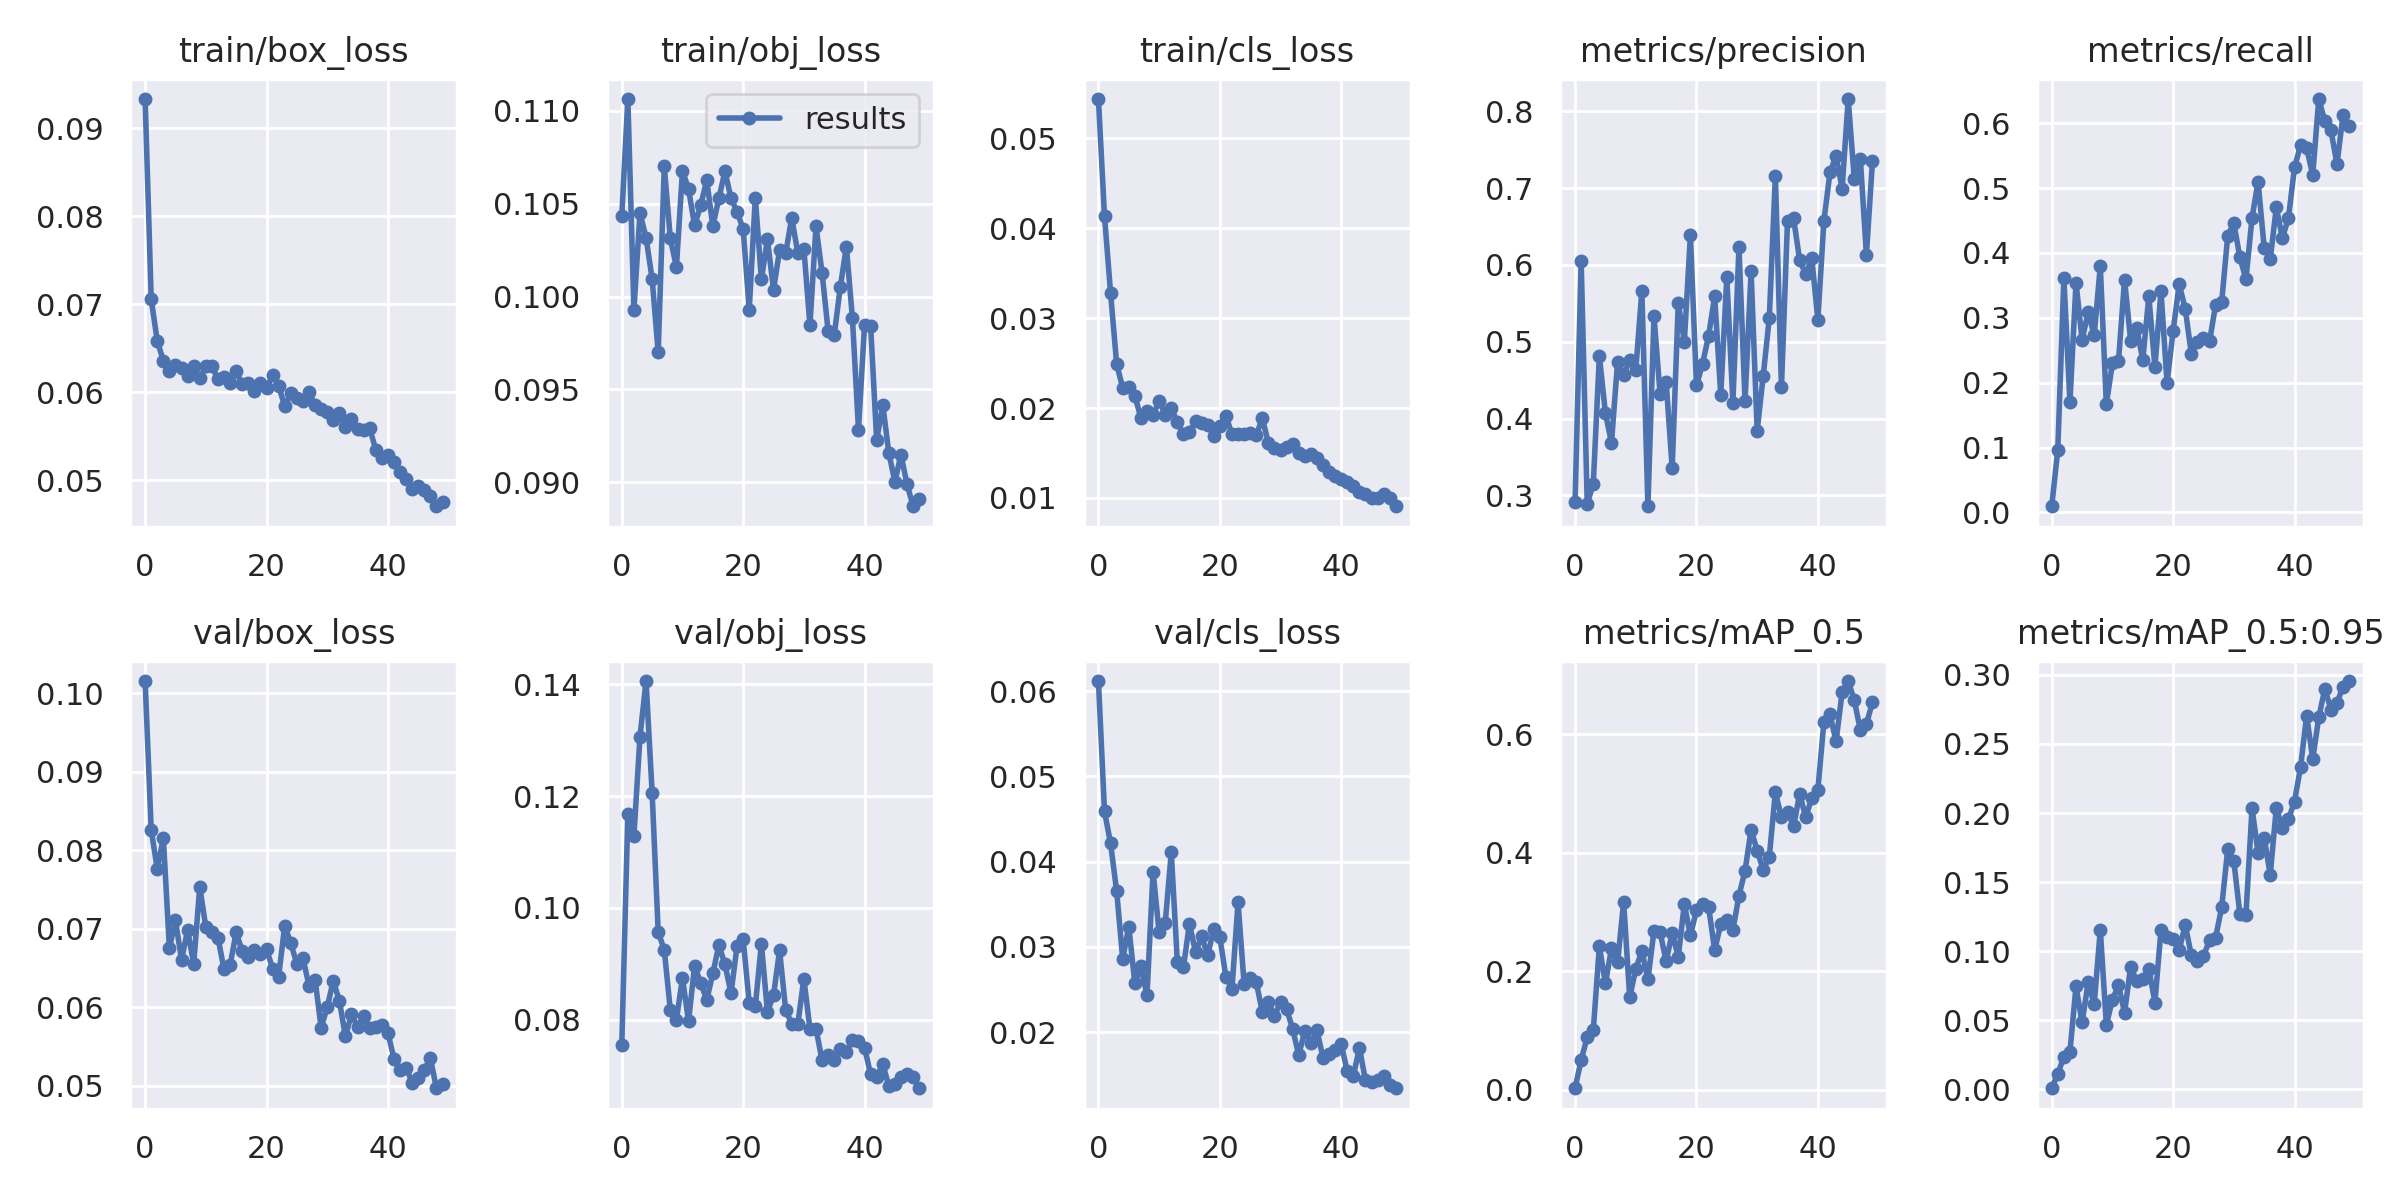 train/box_loss
0.09
0.08
0.07
0.06
0.05
0 20 40
train/obj_loss
results
0.110
0.105
0.100
0.095
0.090
0 20 40
train/cls_loss
0.05
0.04
0.03
0.02
0.01
0 20 40
metrics/precision
0.8
0.7
0.6
0.5
0.4
0.3
0 20 40
metrics/recall
0.6
0.5
0.4
0.3
0.2
0.1
0.0
0 20 40
val/box_loss
0.10
0.09
0.08
0.07
0.06
0.05
0 20 40
val/obj_loss
0.14
0.12
0.10
0.08
0 20 40
val/cls_loss
0.06
0.05
0.04
0.03
0.02
0 20 40
metrics/mAP_0.5
0.6
0.4
0.2
0.0
0 20 40
metrics/mAP_0.5:0.95
0.30
0.25
0.20
0.15
0.10
0.05
0.00
0 20 40